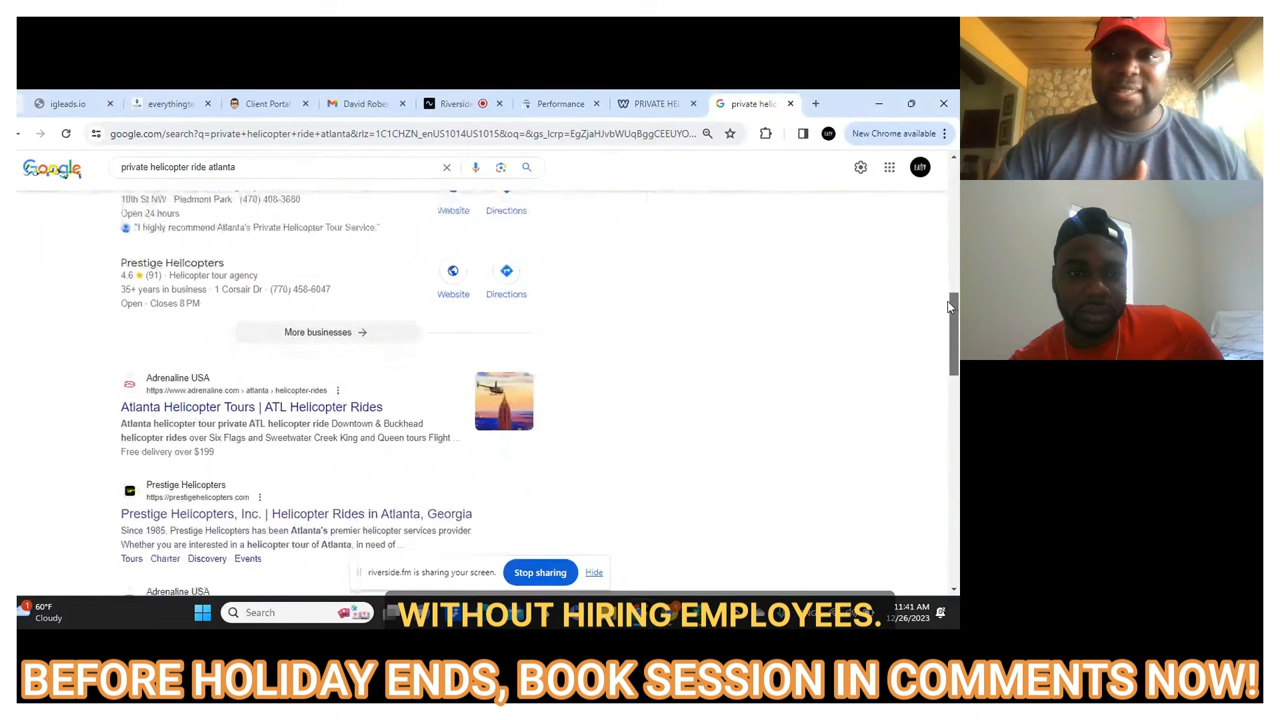 igleads.io
everythingte
Client Portal
David Rober
Riverside
Performance
PRIVATE HEL
private helic
google.com/search?q=private+helicopter+ride+atlanta&rlz=1C1CHZN_enUS1014US1015&oq=&gs_lcrp=EgZjaHJvbWUqBggCEEUYO...
New Chrome available
Google
private helicopter ride atlanta
EA$Y
10th St NW · Piedmont Park · (470) 408-3680
Open 24 hours
Website
Directions
"I highly recommend Atlanta's Private Helicopter Tour Service."
Prestige Helicopters
4.6 ★ (91) · Helicopter tour agency
35+ years in business · 1 Corsair Dr · (770) 458-6047
Open · Closes 8 PM
Website
Directions
More businesses →
Adrenaline USA
https://www.adrenaline.com › atlanta › helicopter-rides
Atlanta Helicopter Tours | ATL Helicopter Rides
Atlanta helicopter tour private ATL helicopter ride Downtown & Buckhead
helicopter rides over Six Flags and Sweetwater Creek King and Queen tours Flight ...
Free delivery over $199
Prestige Helicopters
https://prestigehelicopters.com
Prestige Helicopters, Inc. | Helicopter Rides in Atlanta, Georgia
Since 1985. Prestige Helicopters has been Atlanta's premier helicopter services provider.
Whether you are interested in a helicopter tour of Atlanta, in need of ...
Tours Charter Discovery Events
riverside.fm is sharing your screen.
Stop sharing
Hide
Adrenaline USA
1
60°F
Cloudy
Search
11:41 AM
12/26/2023
WITHOUT HIRING EMPLOYEES.
BEFORE HOLIDAY ENDS, BOOK SESSION IN COMMENTS NOW!